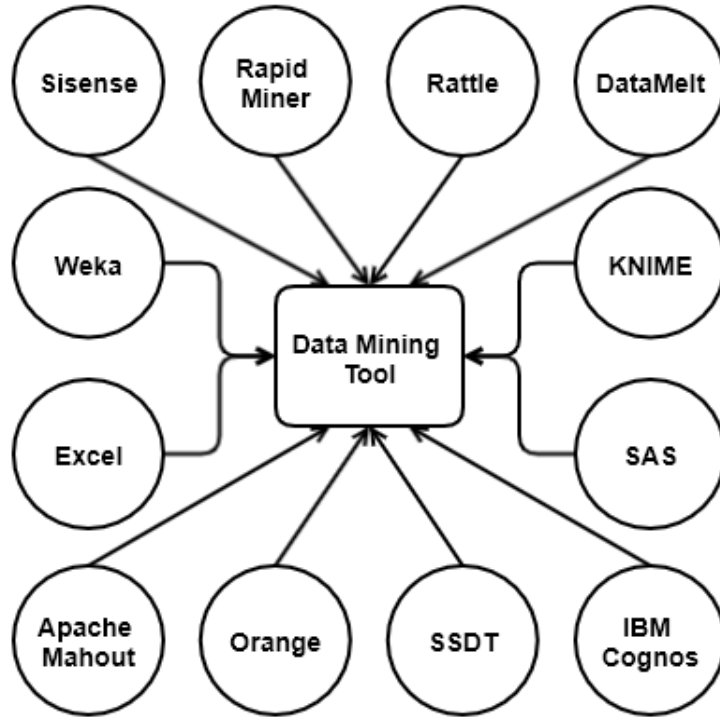 Sisense
Rapid
Miner
Rattle
DataMelt
Weka
KNIME
Data Mining
Tool
Excel
SAS
Apache
Mahout
Orange
SSDT
IBM
Cognos